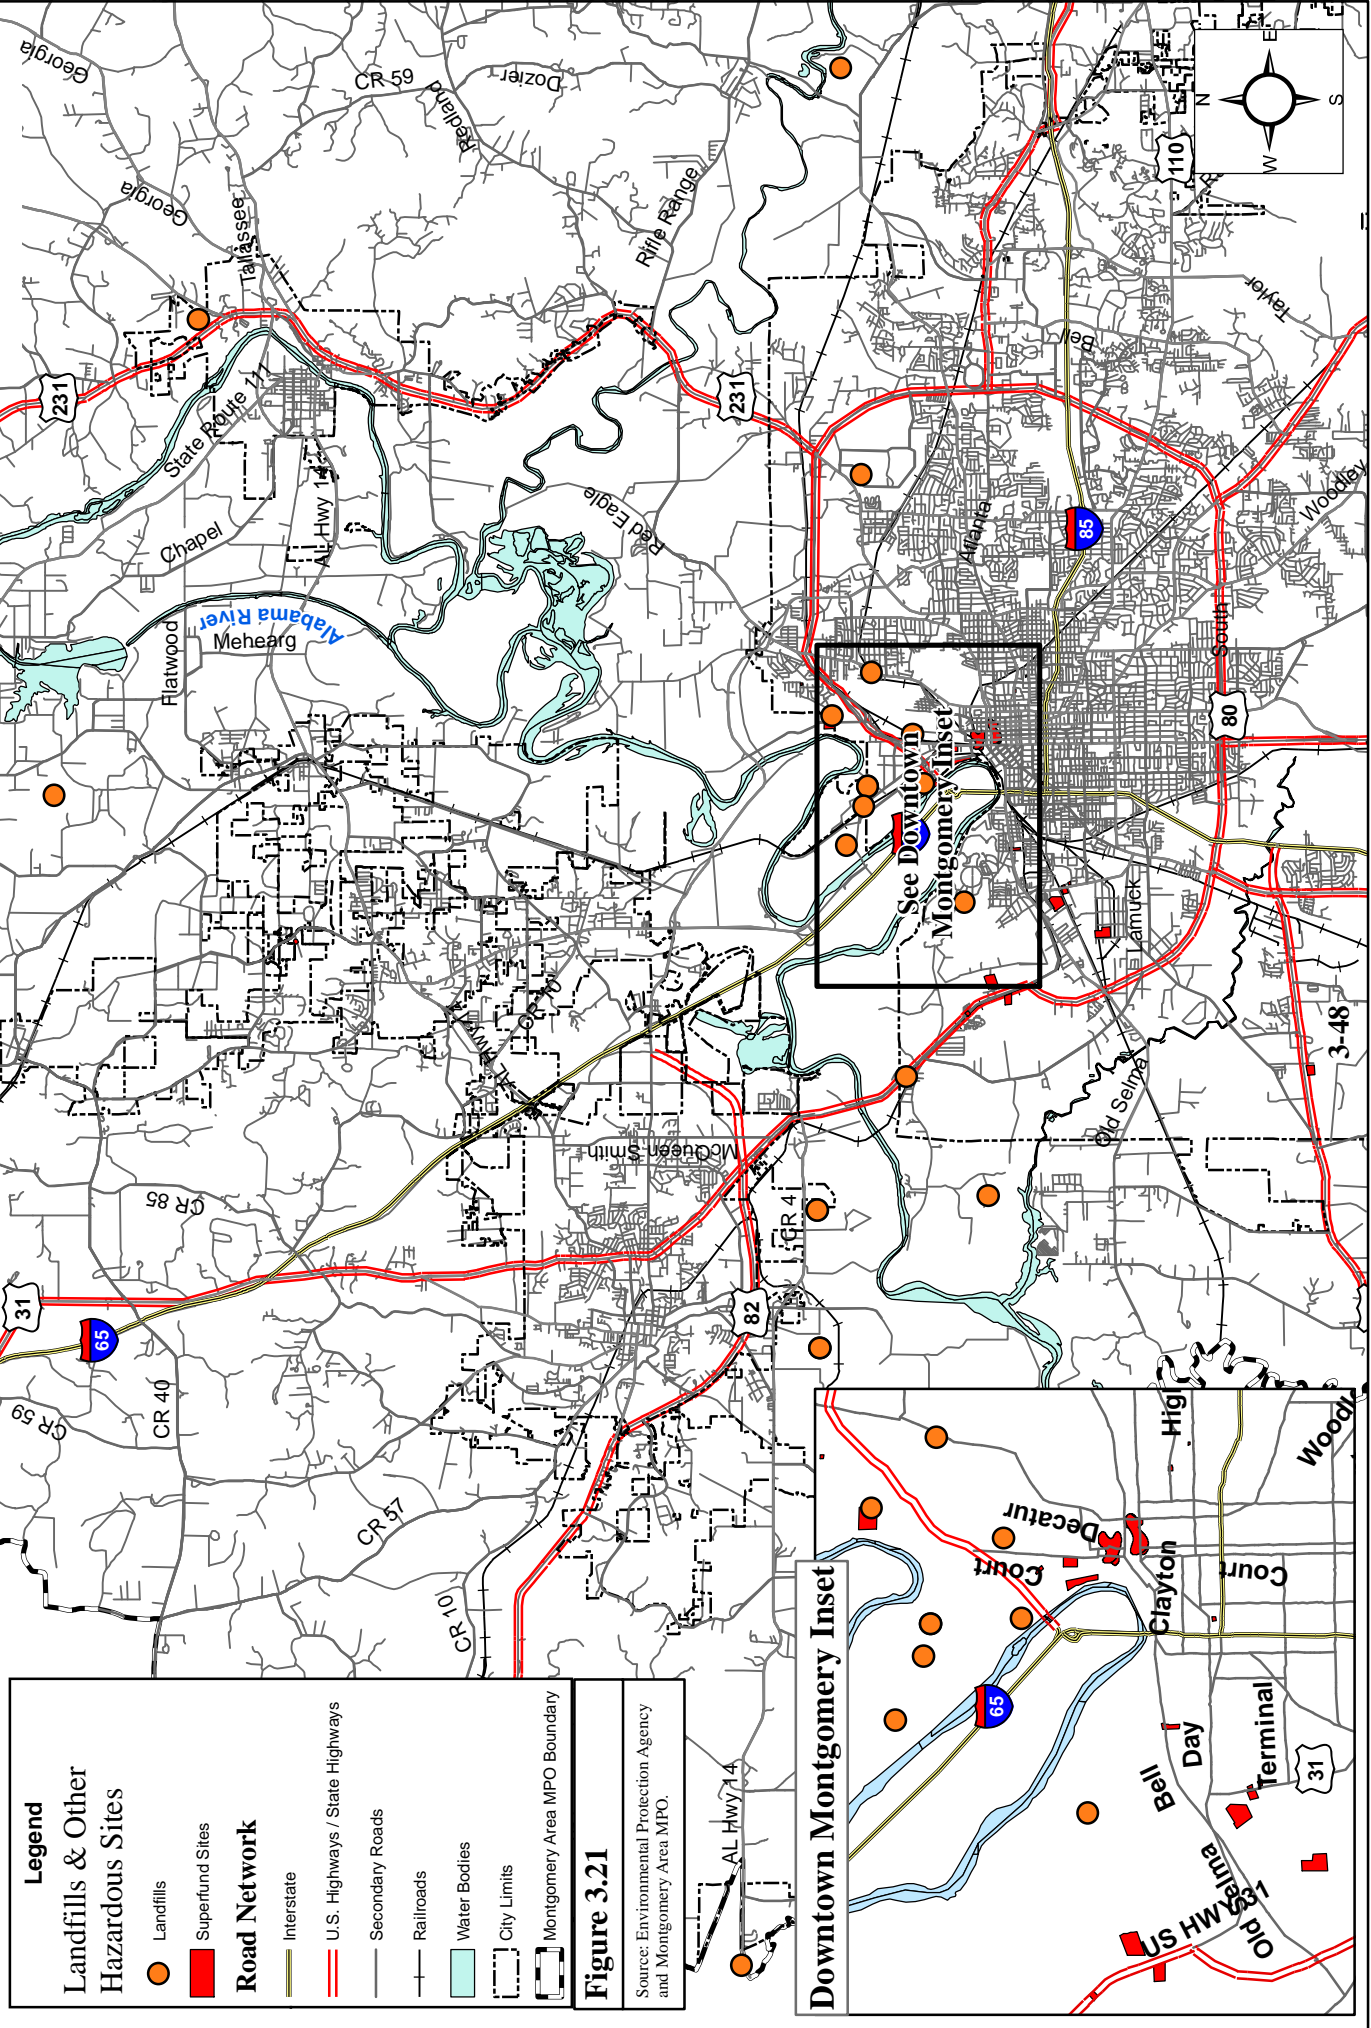 Legend
Landfills & Other
Hazardous Sites
Landfills
Superfund Sites
Road Network
Interstate
U.S. Highways / State Highways
Secondary Roads
Railroads
Water Bodies
City Limits
Montgomery Area MPO Boundary
Figure 3.21
Source: Environmental Protection Agency
and Montgomery Area MPO.
Downtown Montgomery Inset
65
Decatur
Court
Court
Clayton
Bell
Day
Terminal
31
US HWY 31
Old Selma
AL Hwy 14
CR 10
CR 57
CR 59
CR 40
65
31
CR 85
82
CR 4
McQueen-Smith
AL Hwy 14
Old Selma
3-48
See Downtown
Montgomery Inset
80
South
Woodley
85
Atlanta
Bell
Taylor
110
N
E
S
W
231
231
Red Eagle
Rifle Range
Redland
Dozier
CR 59
Georgia
Georgia
Tallassee
State Route 111
AL Hwy 14
Chapel
Flatwood
Mehearg
Alabama River